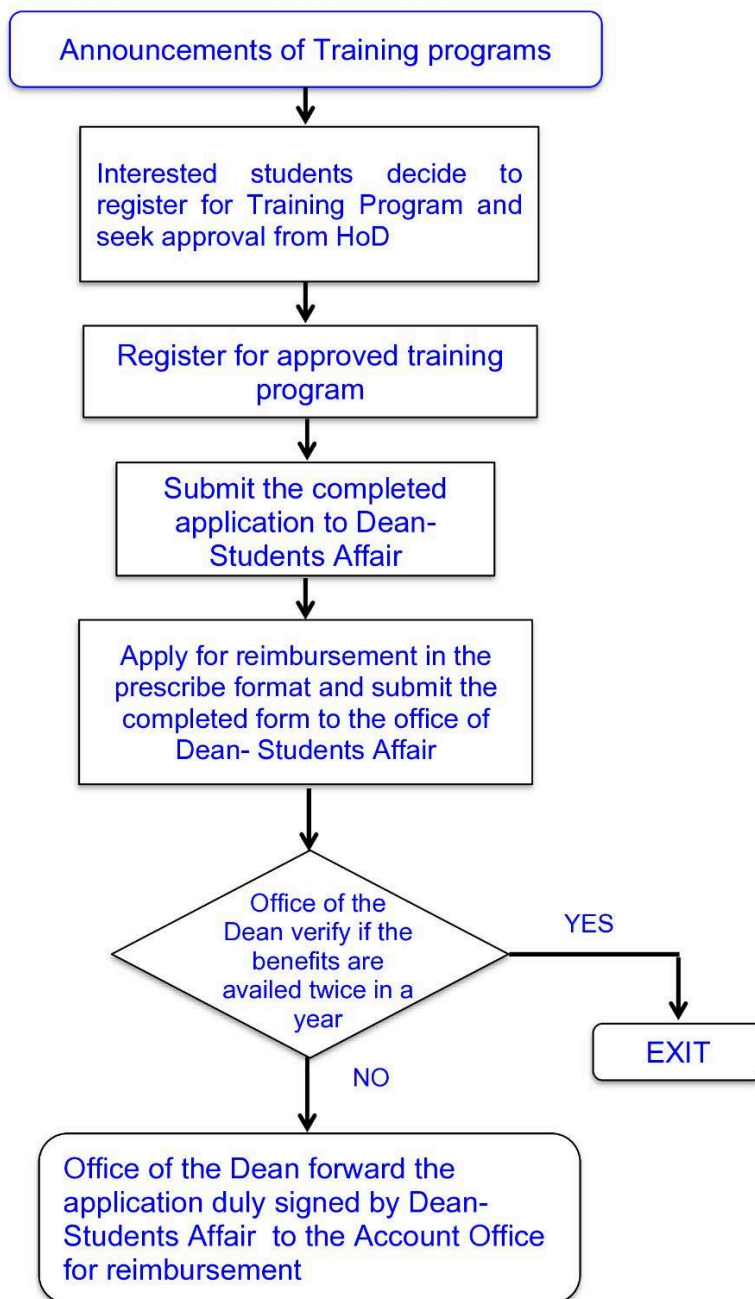 Announcements of Training programs
Interested students decide to
register for Training Program and
seek approval from HoD
Register for approved training
program
Submit the completed
application to Dean-
Students Affair
Apply for reimbursement in the
prescribe format and submit the
completed form to the office of
Dean- Students Affair
Office of the
Dean verify if the
benefits are
availed twice in a
year
YES
EXIT
NO
Office of the Dean forward the
application duly signed by Dean-
Students Affair to the Account Office
for reimbursement